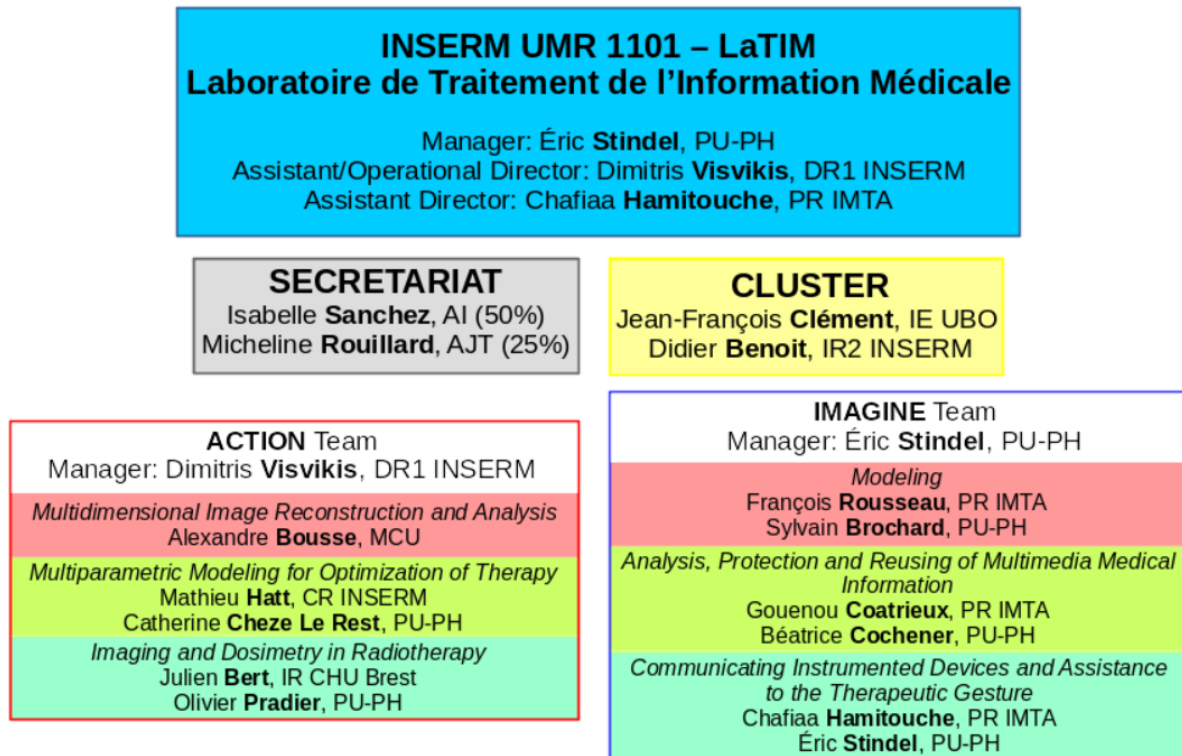 INSERM UMR 1101 – LaTIM
Laboratoire de Traitement de l’Information Médicale
Manager: Éric Stindel, PU-PH
Assistant/Operational Director: Dimitris Visvikis, DR1 INSERM
Assistant Director: Chafiaa Hamitouche, PR IMTA
SECRETARIAT
Isabelle Sanchez, AI (50%)
Micheline Rouillard, AJT (25%)
CLUSTER
Jean-François Clément, IE UBO
Didier Benoit, IR2 INSERM
ACTION Team
Manager: Dimitris Visvikis, DR1 INSERM
Multidimensional Image Reconstruction and Analysis
Alexandre Bousse, MCU
Multiparametric Modeling for Optimization of Therapy
Mathieu Hatt, CR INSERM
Catherine Cheze Le Rest, PU-PH
Imaging and Dosimetry in Radiotherapy
Julien Bert, IR CHU Brest
Olivier Pradier, PU-PH
IMAGINE Team
Manager: Éric Stindel, PU-PH
Modeling
François Rousseau, PR IMTA
Sylvain Brochard, PU-PH
Analysis, Protection and Reusing of Multimedia Medical
Information
Gouenou Coatrieux, PR IMTA
Béatrice Cochener, PU-PH
Communicating Instrumented Devices and Assistance
to the Therapeutic Gesture
Chafiaa Hamitouche, PR IMTA
Éric Stindel, PU-PH